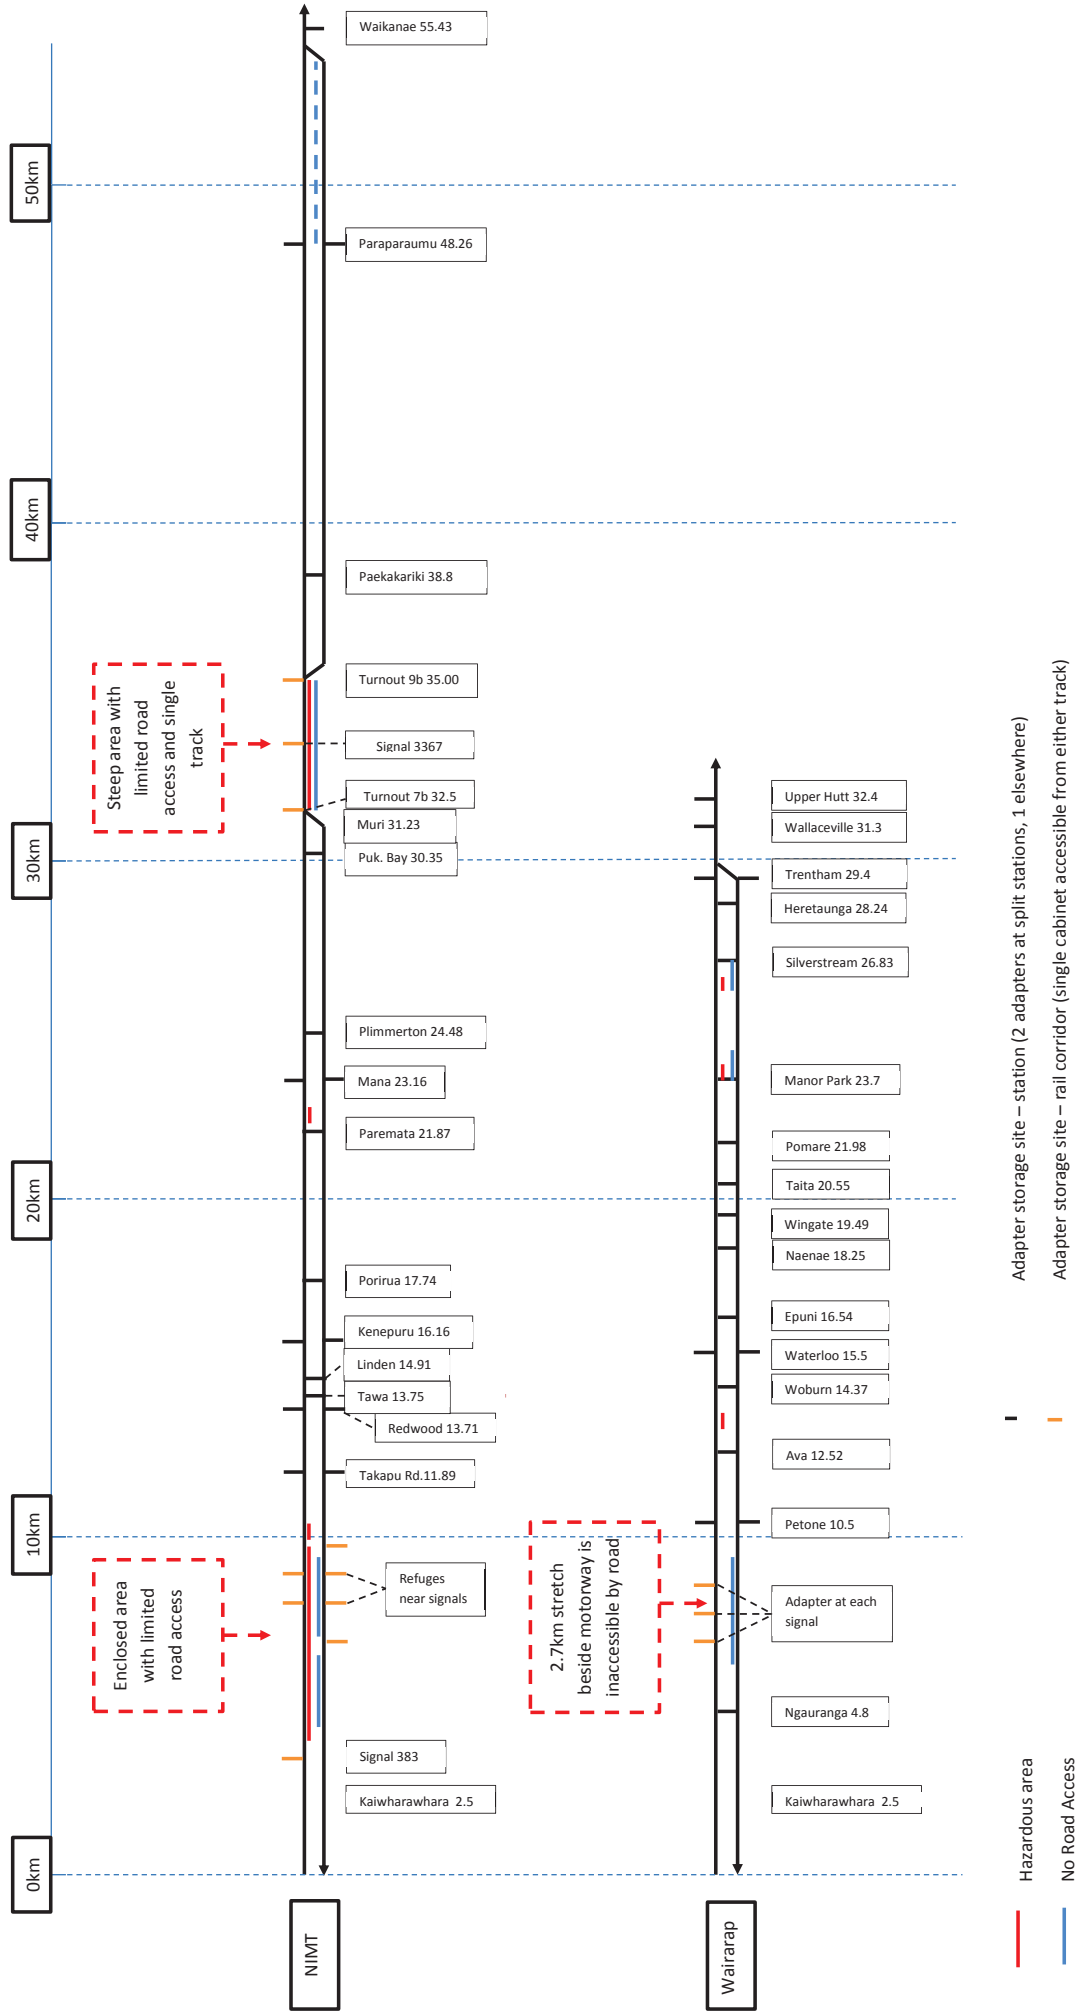 0km
10km
20km
30km
40km
50km
Enclosed area
with limited
road access
Steep area with
limited road
access and single
track
NIMT
Kaiwharawhara  2.5
Signal 383
Refuges
near signals
Takapu Rd.11.89
Redwood 13.71
Tawa 13.75
Linden 14.91
Kenepuru 16.16
Porirua 17.74
Paremata 21.87
Mana 23.16
Plimmerton 24.48
Puk. Bay 30.35
Muri 31.23
Turnout 7b 32.5
Signal 3367
Turnout 9b 35.00
Paekakariki 38.8
Paraparaumu 48.26
Waikanae 55.43
2.7km stretch
beside motorway is
inaccessible by road
Wairarap
Kaiwharawhara  2.5
Ngauranga 4.8
Adapter at each
signal
Petone 10.5
Ava 12.52
Woburn 14.37
Waterloo 15.5
Epuni 16.54
Naenae 18.25
Wingate 19.49
Taita 20.55
Pomare 21.98
Manor Park 23.7
Silverstream 26.83
Heretaunga 28.24
Trentham 29.4
Wallaceville 31.3
Upper Hutt 32.4
Hazardous area
No Road Access
Adapter storage site – station (2 adapters at split stations, 1 elsewhere)
Adapter storage site – rail corridor (single cabinet accessible from either track)